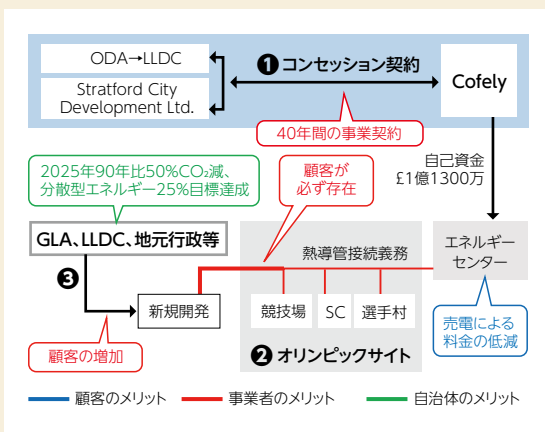 ODA→LLDC
Stratford City
Development Ltd.
❶コンセッション契約
Cofely
40年間の事業契約
2025年90年比50%CO₂減、
分散型エネルギー25%目標達成
顧客が
必ず存在
自己資金
£1億1300万
GLA、LLDC、地元行政等
熱導管接続義務
エネルギー
センター
❸
新規開発
競技場
SC
選手村
売電による
料金の低減
顧客の増加
❷オリンピックサイト
顧客のメリット
事業者のメリット
自治体のメリット